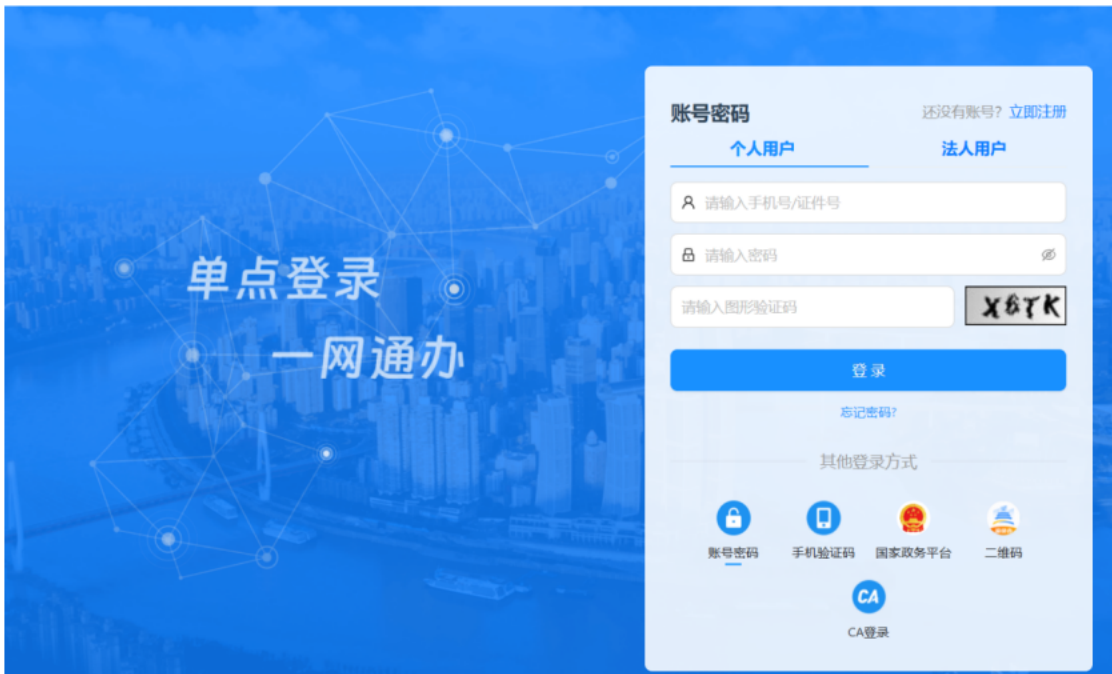 单点登录
一网通办
账号密码
还没有账号? 立即注册
个人用户
法人用户
请输入手机号/证件号
请输入密码
请输入图形验证码
X6TK
登 录
忘记密码?
其他登录方式
账号密码
手机验证码
国家政务平台
二维码
CA
CA登录